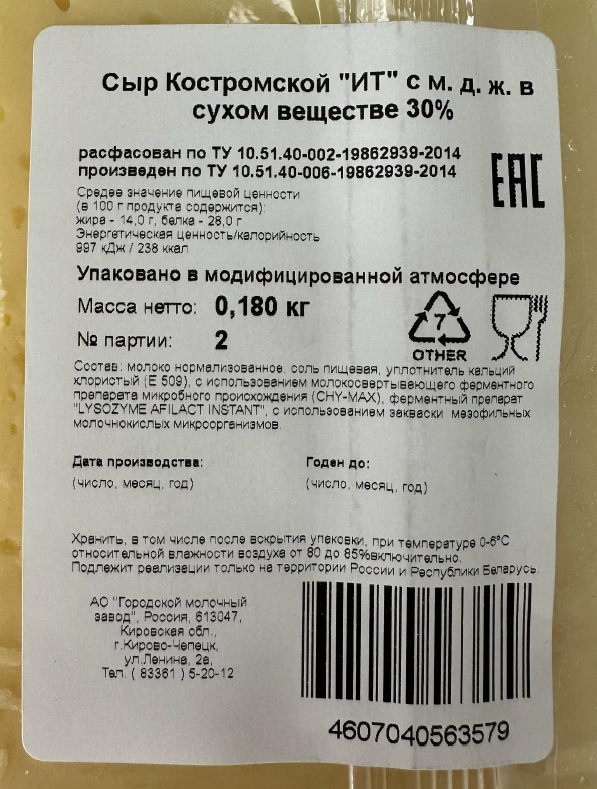 Сыр Костромской "ИТ" с м. д. ж. в
сухом веществе 30%
расфасован по ТУ 10.51.40-002-19862939-2014
произведен по ТУ 10.51.40-006-19862939-2014
EAC
Средее значение пищевой ценности
(в 100 г продукта содержится):
жира - 14,0 г, белка - 28,0 г
Энергетическая ценность/калорийность
997 кДж / 238 ккал
Упаковано в модифицированной атмосфере
Масса нетто: 0,180 кг
7
OTHER
№ партии: 2
Состав: молоко нормализованное, соль пищевая, уплотнитель кальций
хлористый (Е 509), с использованием молокосвертывающего ферментного
препарата микробного происхождения (CHY-MAX), ферментный препарат
"LYSOZYME AFILACT INSTANT", с использованием закваски мезофильных
молочнокислых микроорганизмов.
Дата производства: Годен до:
(число, месяц, год) (число, месяц, год)
Хранить, в том числе после вскрытия упаковки, при температуре 0-6°С
относительной влажности воздуха от 80 до 85%включительно.
Подлежит реализации только на территории России и Республики Беларусь.
АО "Городской молочный
завод", Россия, 613047,
Кировская обл.,
г.Кирово-Чепецк,
ул.Ленина, 2а,
Тел. ( 83361 ) 5-20-12
4607040563579